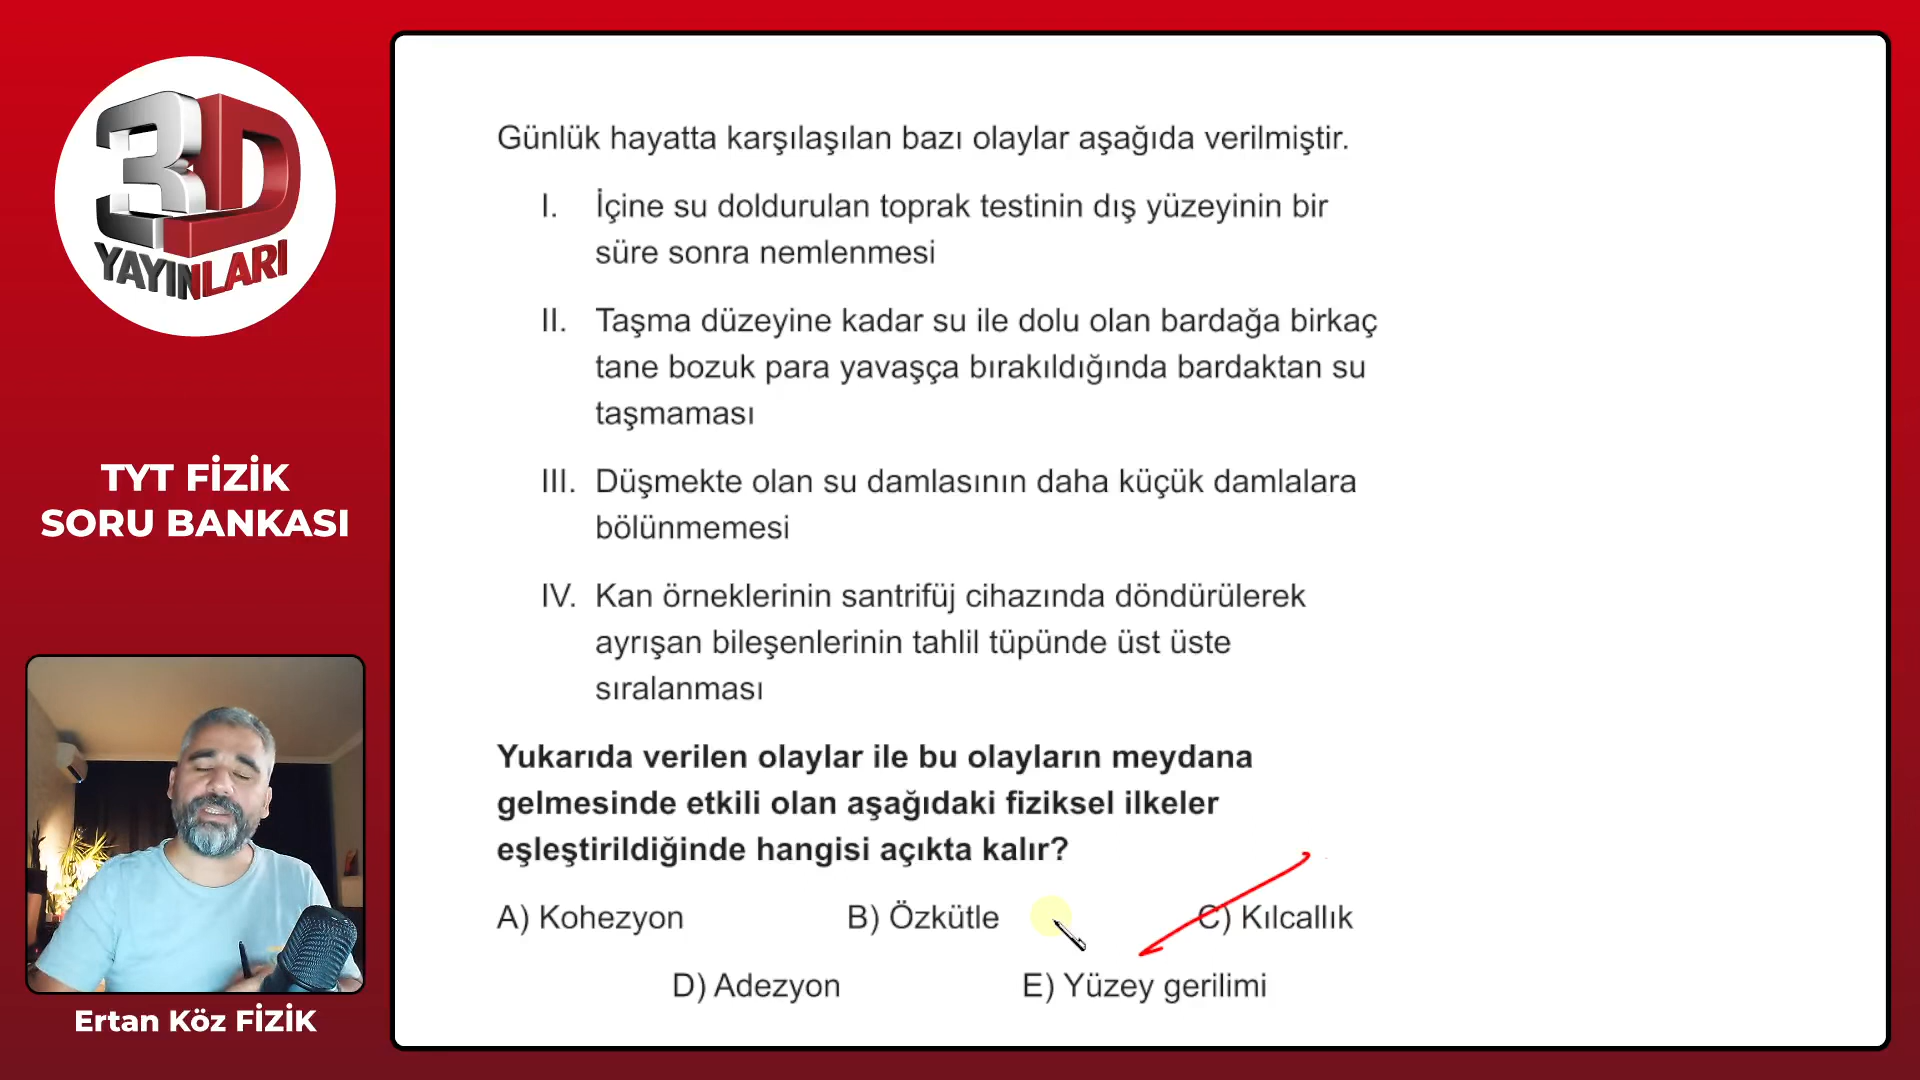 3D
YAYINLARI
TYT FİZİK
SORU BANKASI
Ertan Köz FİZİK
Günlük hayatta karşılaşılan bazı olaylar aşağıda verilmiştir.
I. İçine su doldurulan toprak testinin dış yüzeyinin bir
süre sonra nemlenmesi
II. Taşma düzeyine kadar su ile dolu olan bardağa birkaç
tane bozuk para yavaşça bırakıldığında bardaktan su
taşmaması
III. Düşmekte olan su damlasının daha küçük damlalara
bölünmemesi
IV. Kan örneklerinin santrifüj cihazında döndürülerek
ayrışan bileşenlerinin tahlil tüpünde üst üste
sıralanması
Yukarıda verilen olaylar ile bu olayların meydana
gelmesinde etkili olan aşağıdaki fiziksel ilkeler
eşleştirildiğinde hangisi açıkta kalır?
A) Kohezyon B) Özkütle C) Kılcallık
D) Adezyon E) Yüzey gerilimi